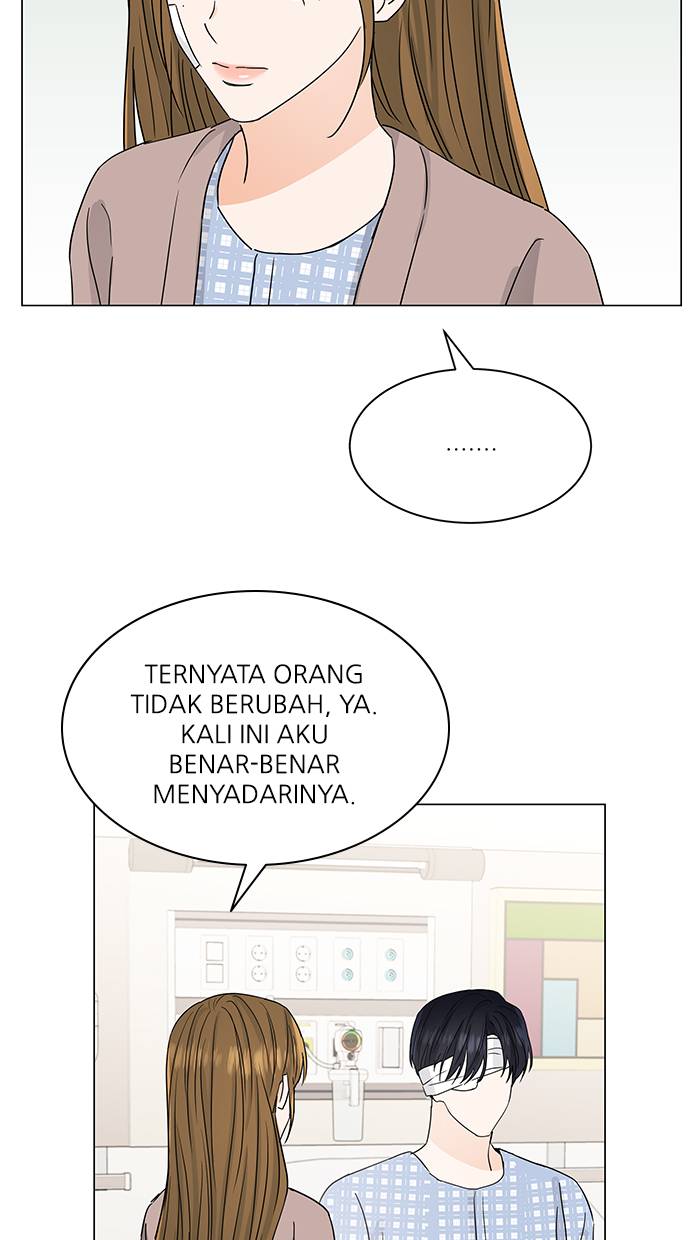 .......
TERNYATA ORANG
TIDAK BERUBAH, YA.
KALI INI AKU
BENAR-BENAR
MENYADARINYA.